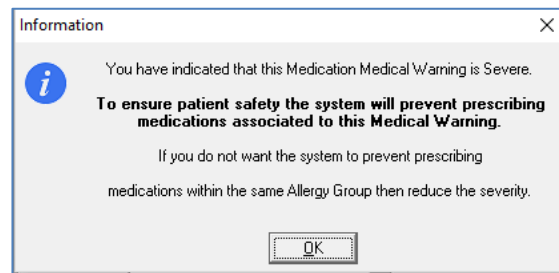 Information
You have indicated that this Medication Medical Warning is Severe.
To ensure patient safety the system will prevent prescribing
medications associated to this Medical Warning.
If you do not want the system to prevent prescribing
medications within the same Allergy Group then reduce the severity.
OK